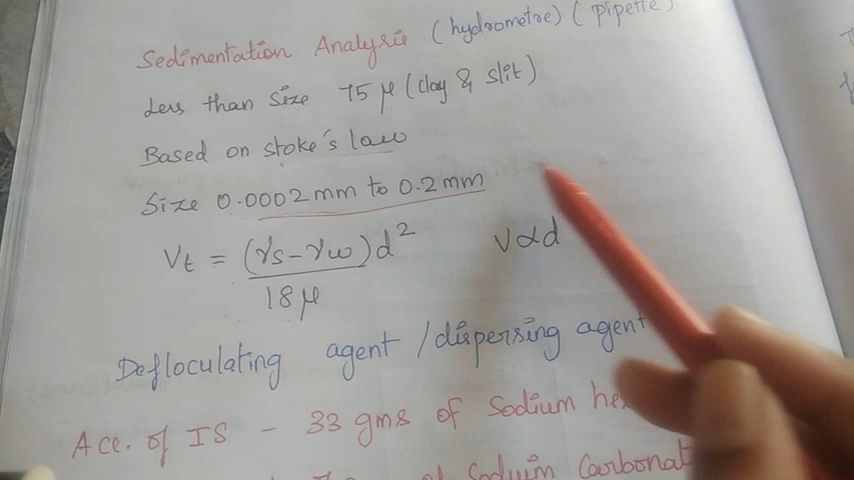 Sedimentation Analysis (hydrometre) (pipette)
Less than size 75 μ (clay & slit)
Based on stoke's law
Size 0.0002 mm to 0.2 mm
Vt = (γs - γw) d² / 18 μ
V ∝ d
Defloculating agent / dispersing agent
Acc. of IS - 33 gms of Sodium he
of Sodium Carbonat